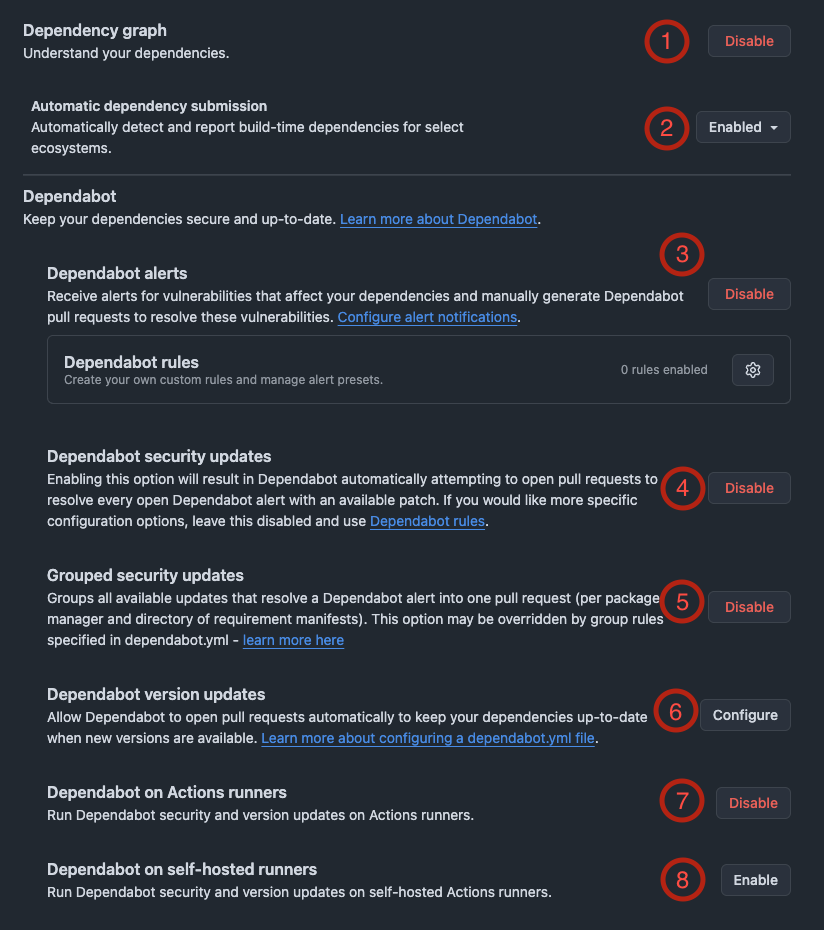 Dependency graph
Understand your dependencies.
1
Disable
Automatic dependency submission
Automatically detect and report build-time dependencies for select
ecosystems.
2
Enabled
Dependabot
Keep your dependencies secure and up-to-date. Learn more about Dependabot.
3
Dependabot alerts
Receive alerts for vulnerabilities that affect your dependencies and manually generate Dependabot
pull requests to resolve these vulnerabilities. Configure alert notifications.
Disable
Dependabot rules
Create your own custom rules and manage alert presets.
0 rules enabled
Dependabot security updates
Enabling this option will result in Dependabot automatically attempting to open pull requests to
resolve every open Dependabot alert with an available patch. If you would like more specific
configuration options, leave this disabled and use Dependabot rules.
4
Disable
Grouped security updates
Groups all available updates that resolve a Dependabot alert into one pull request (per package
manager and directory of requirement manifests). This option may be overridden by group rules
specified in dependabot.yml - learn more here
5
Disable
Dependabot version updates
Allow Dependabot to open pull requests automatically to keep your dependencies up-to-date
when new versions are available. Learn more about configuring a dependabot.yml file.
6
Configure
Dependabot on Actions runners
Run Dependabot security and version updates on Actions runners.
7
Disable
Dependabot on self-hosted runners
Run Dependabot security and version updates on self-hosted Actions runners.
8
Enable